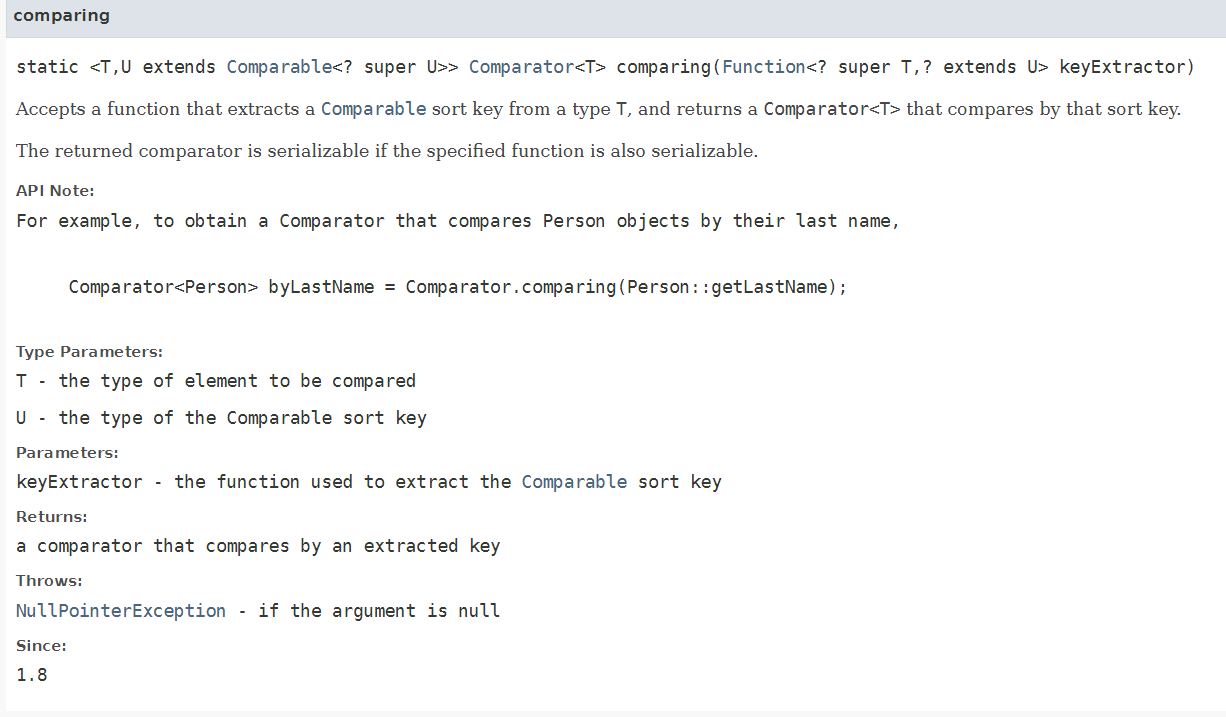 comparing
static <T,U extends Comparable<? super U>> Comparator<T> comparing(Function<? super T,? extends U> keyExtractor)
Accepts a function that extracts a Comparable sort key from a type T, and returns a Comparator<T> that compares by that sort key.
The returned comparator is serializable if the specified function is also serializable.
API Note:
For example, to obtain a Comparator that compares Person objects by their last name,
Comparator<Person> byLastName = Comparator.comparing(Person::getLastName);
Type Parameters:
T - the type of element to be compared
U - the type of the Comparable sort key
Parameters:
keyExtractor - the function used to extract the Comparable sort key
Returns:
a comparator that compares by an extracted key
Throws:
NullPointerException - if the argument is null
Since:
1.8